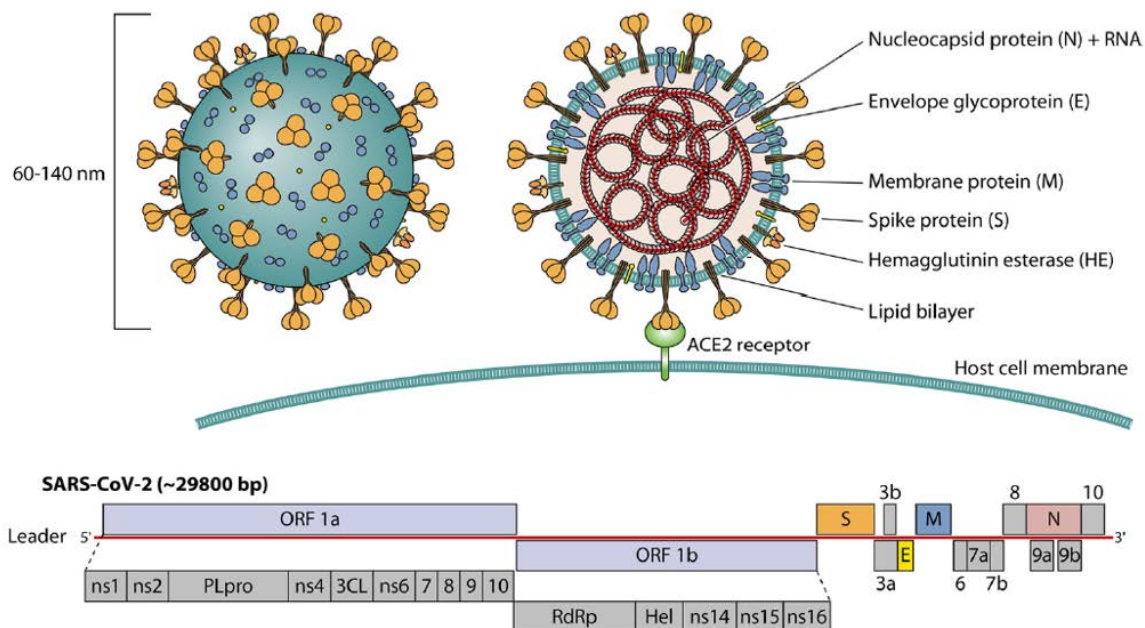 60-140 nm
Nucleocapsid protein (N) + RNA
Envelope glycoprotein (E)
Membrane protein (M)
Spike protein (S)
Hemagglutinin esterase (HE)
Lipid bilayer
ACE2 receptor
Host cell membrane
SARS-CoV-2 (~29800 bp)
3b 8 10
ORF 1a S M N
Leader 5' 3'
ORF 1b E 7a 9a 9b
3a 6 7b
ns1 ns2 PLpro ns4 3CL ns6 7 8 9 10
RdRp Hel ns14 ns15 ns16